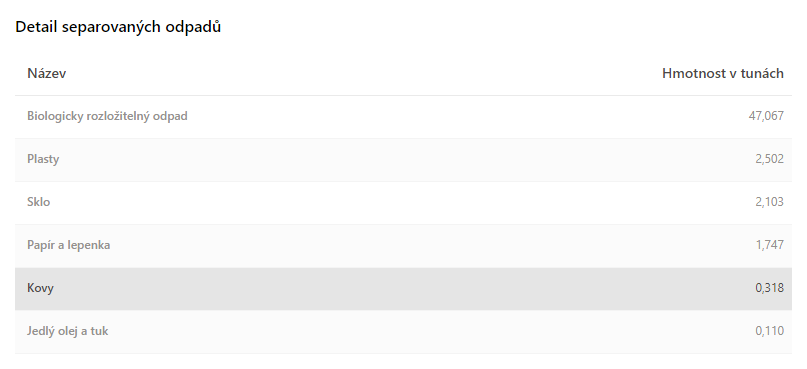 Detail separovaných odpadů
Název Hmotnost v tunách
Biologicky rozložitelný odpad 47,067
Plasty 2,502
Sklo 2,103
Papír a lepenka 1,747
Kovy 0,318
Jedlý olej a tuk 0,110